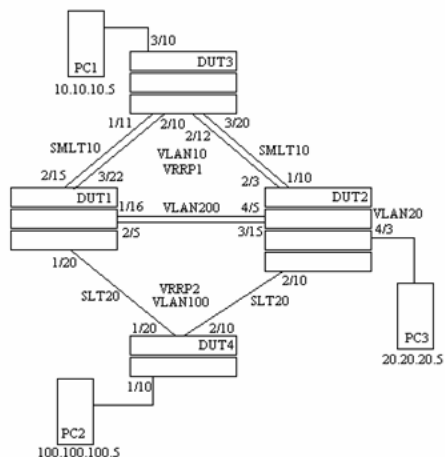 3/10
PC1
DUT3
10.10.10.5
1/11
2/10
2/12
3/20
SMLT10
VLAN10
VRRP1
SMLT10
2/15
3/22
2/3
1/10
DUT1
DUT2
1/16
VLAN200
4/5
VLAN20
2/5
3/15
4/3
1/20
2/10
SLT20
VRRP2
VLAN100
SLT20
1/20
2/10
DUT4
PC3
20.20.20.5
1/10
PC2
100.100.100.5